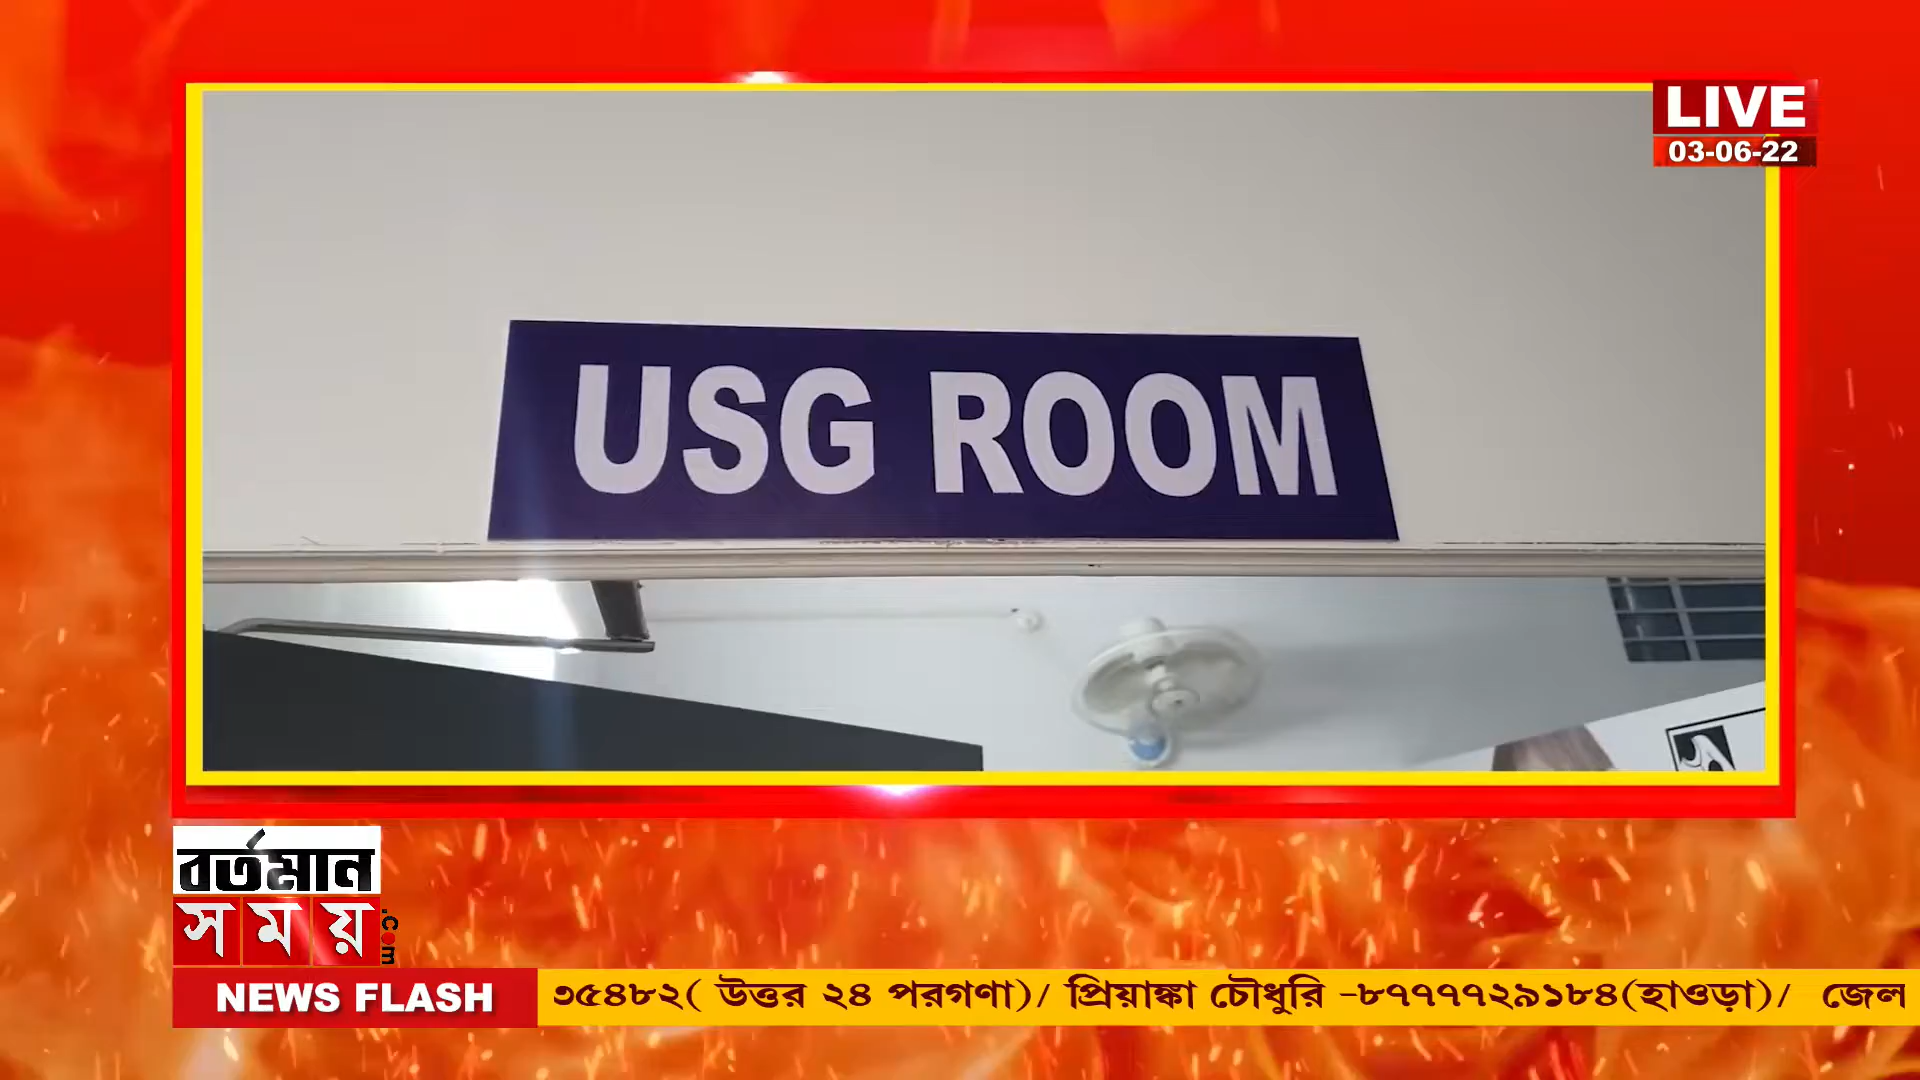 LIVE
03-06-22
USG ROOM
বর্তমান
সময়
.com
NEWS FLASH
৩৫৪৮২( উত্তর ২৪ পরগণা)/ প্রিয়াঙ্কা চৌধুরি -৮৭৭৭৭২৯১৮৪(হাওড়া)/ জেল